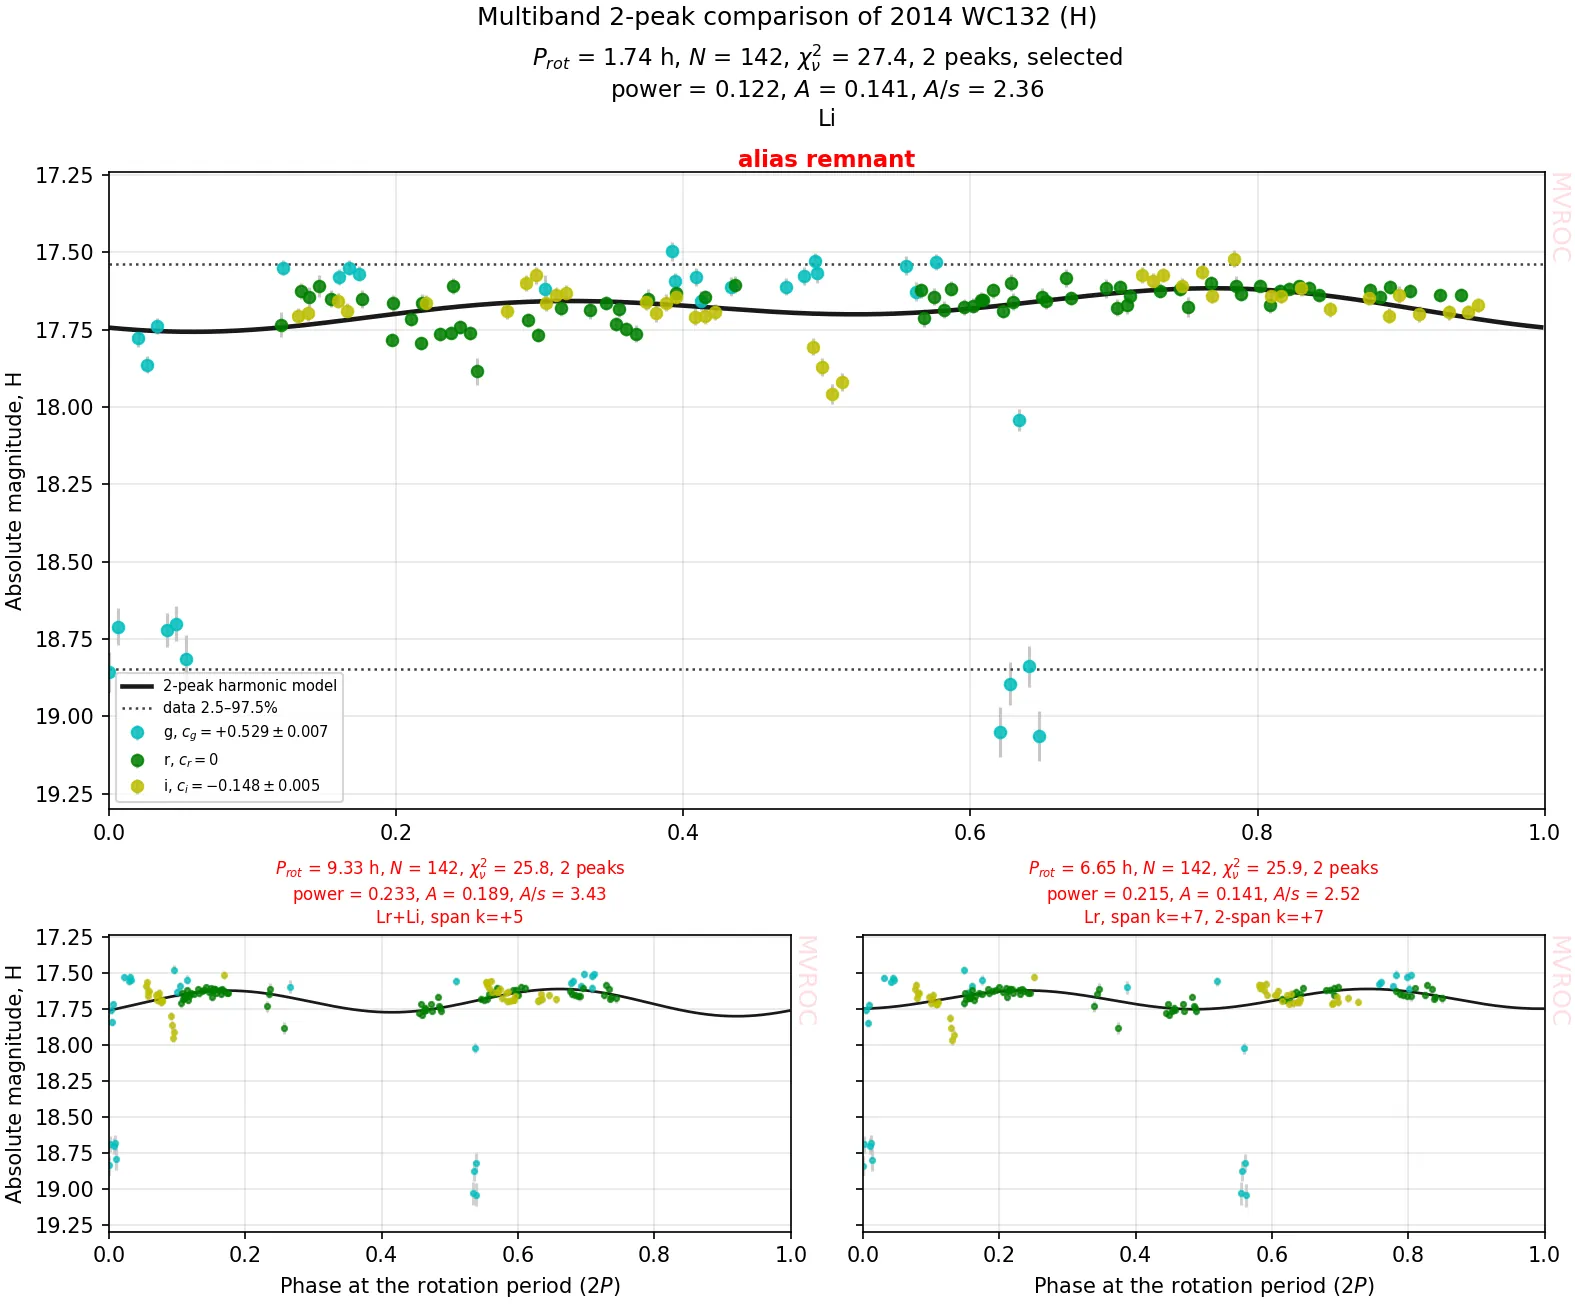 Multiband 2-peak comparison of 2014 WC132 (H)
P_rot = 1.74 h, N = 142, χ²_ν = 27.4, 2 peaks, selected
power = 0.122, A = 0.141, A/s = 2.36
Li
alias remnant
MVROC
Absolute magnitude, H
17.25
17.50
17.75
18.00
18.25
18.50
18.75
19.00
19.25
2-peak harmonic model
data 2.5–97.5%
g, c_g = +0.529 ± 0.007
r, c_r = 0
i, c_i = −0.148 ± 0.005
0.0 0.2 0.4 0.6 0.8 1.0
P_rot = 9.33 h, N = 142, χ²_ν = 25.8, 2 peaks
power = 0.233, A = 0.189, A/s = 3.43
Lr+Li, span k=+5
MVROC
Absolute magnitude, H
17.25
17.50
17.75
18.00
18.25
18.50
18.75
19.00
19.25
0.0 0.2 0.4 0.6 0.8 1.0
Phase at the rotation period (2P)
P_rot = 6.65 h, N = 142, χ²_ν = 25.9, 2 peaks
power = 0.215, A = 0.141, A/s = 2.52
Lr, span k=+7, 2-span k=+7
MVROC
0.0 0.2 0.4 0.6 0.8 1.0
Phase at the rotation period (2P)